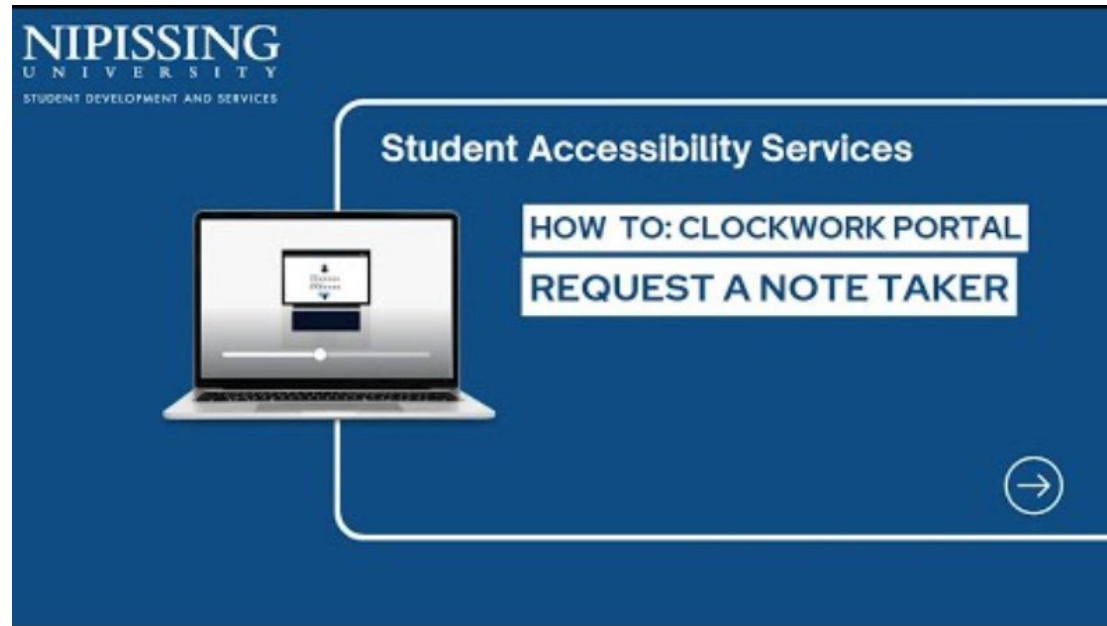 NIPISSING
UNIVERSITY
STUDENT DEVELOPMENT AND SERVICES
Student Accessibility Services
HOW TO: CLOCKWORK PORTAL
REQUEST A NOTE TAKER